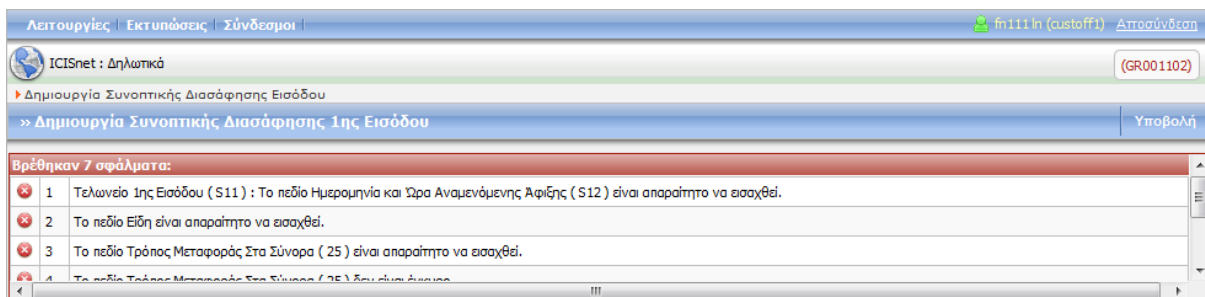 Λειτουργίες | Εκτυπώσεις | Σύνδεσμοι | fn111 ln (custoff1) Αποσύνδεση
ICISnet : Δηλωτικά (GR001102)
Δημιουργία Συνοπτικής Διασάφησης Εισόδου
» Δημιουργία Συνοπτικής Διασάφησης 1ης Εισόδου Υποβολή
Βρέθηκαν 7 σφάλματα:
1 Τελωνείο 1ης Εισόδου ( S11 ) : Το πεδίο Ημερομηνία και Ώρα Αναμενόμενης Άφιξης ( S12 ) είναι απαραίτητο να εισαχθεί.
2 Το πεδίο Είδη είναι απαραίτητο να εισαχθεί.
3 Το πεδίο Τρόπος Μεταφοράς Στα Σύνορα ( 25 ) είναι απαραίτητο να εισαχθεί.
4 Το πεδίο Τρόπος Μεταφοράς Στα Σύνορα ( 25 ) δεν είναι έγκυρο.